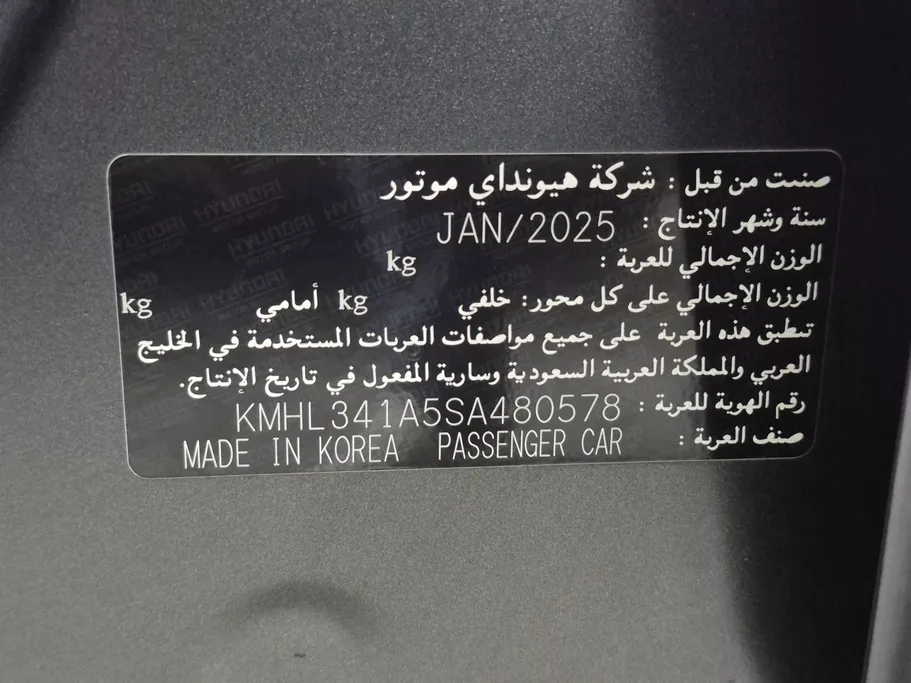 صنعت من قبل : شركة هيونداي موتور
سنة وشهر الإنتاج : JAN/2025
الوزن الإجمالي للعربة : kg
الوزن الإجمالي على كل محور: خلفي kg أمامي kg
تنطبق هذه العربة على جميع مواصفات العربات المستخدمة في الخليج
العربي والمملكة العربية السعودية وسارية المفعول في تاريخ الإنتاج.
رقم الهوية للعربة : KMHL341A5SA480578
صنف العربة : MADE IN KOREA PASSENGER CAR